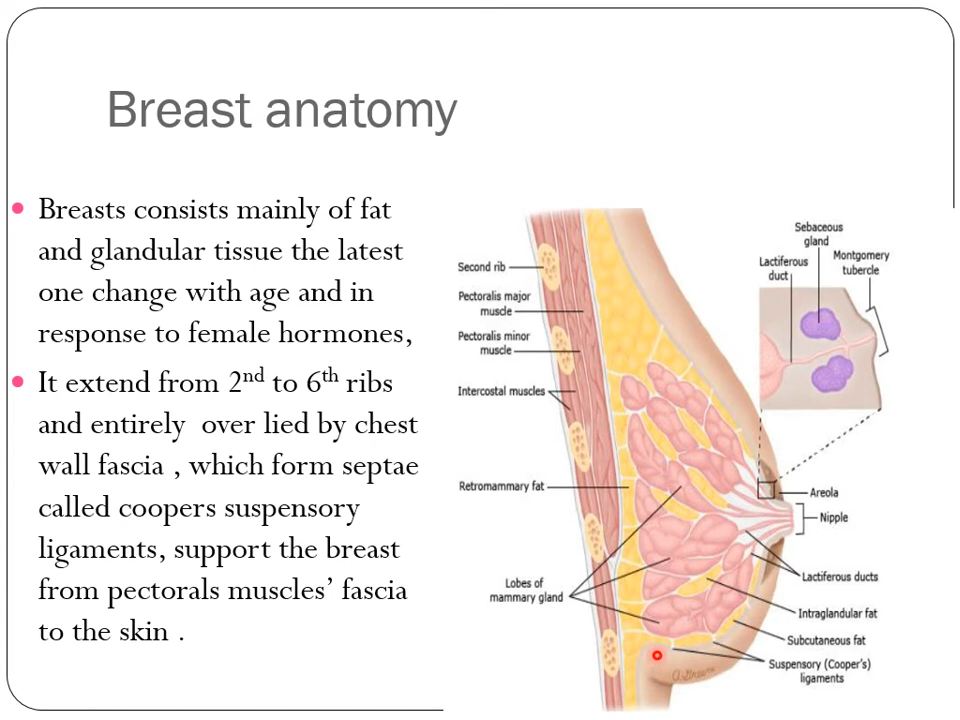 Breast anatomy
Breasts consists mainly of fat
and glandular tissue the latest
one change with age and in
response to female hormones,
It extend from 2nd to 6th ribs
and entirely over lied by chest
wall fascia , which form septae
called coopers suspensory
ligaments, support the breast
from pectorals muscles’ fascia
to the skin .
Sebaceous
gland
Lactiferous
duct
Montgomery
tubercle
Second rib
Pectoralis major
muscle
Pectoralis minor
muscle
Intercostal muscles
Retromammary fat
Areola
Nipple
Lobes of
mammary gland
Lactiferous ducts
Intraglandular fat
Subcutaneous fat
Suspensory (Cooper's)
ligaments